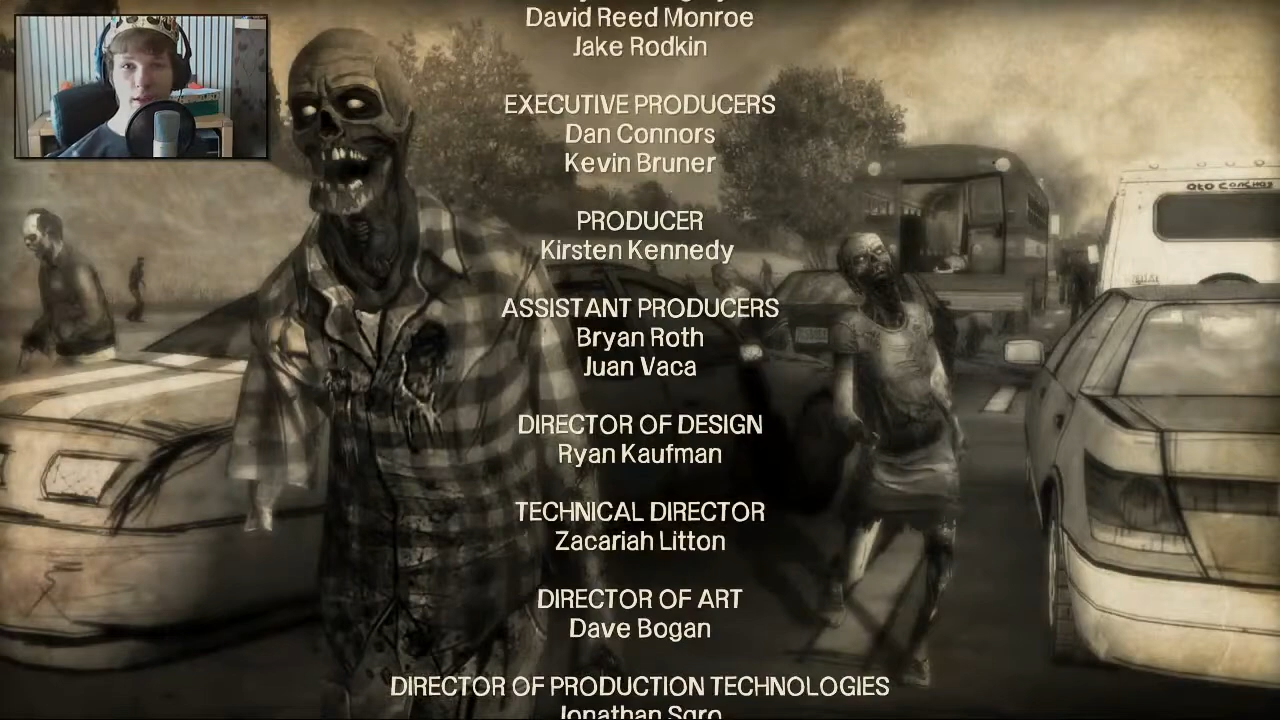 David Reed Monroe
Jake Rodkin
EXECUTIVE PRODUCERS
Dan Connors
Kevin Bruner
PRODUCER
Kirsten Kennedy
ASSISTANT PRODUCERS
Bryan Roth
Juan Vaca
DIRECTOR OF DESIGN
Ryan Kaufman
TECHNICAL DIRECTOR
Zacariah Litton
DIRECTOR OF ART
Dave Bogan
DIRECTOR OF PRODUCTION TECHNOLOGIES
Jonathan Sgro